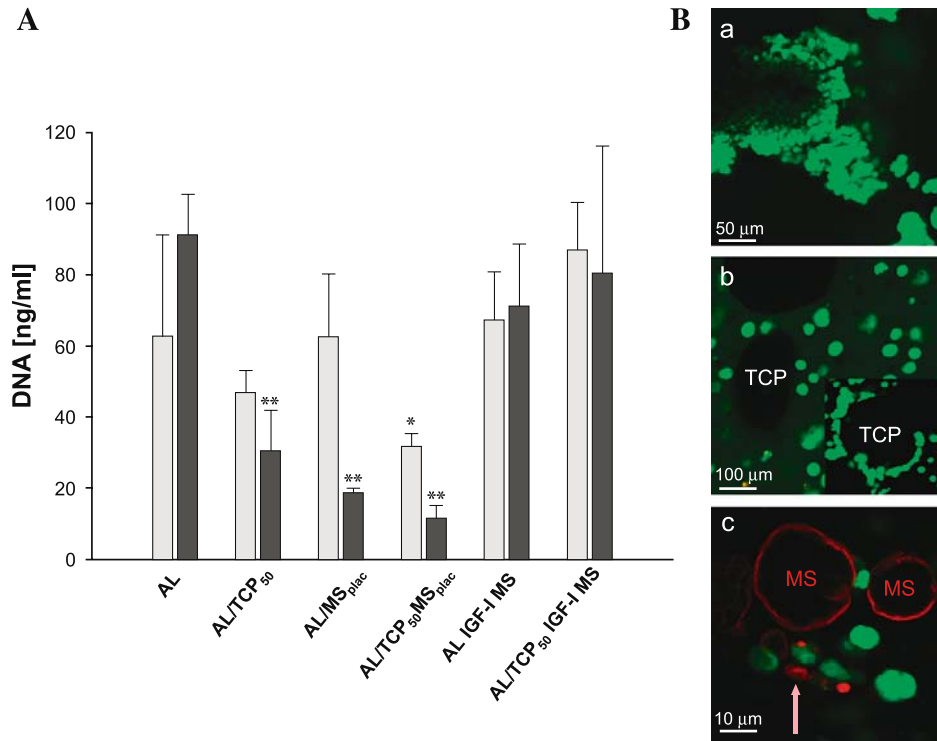 A
B
DNA [ng/ml]
120
100
80
60
40
20
0
**
**
*
**
AL
AL/TCP50
AL/MSplac
AL/TCP50MSplac
AL IGF-I MS
AL/TCP50 IGF-I MS
a
50 µm
b
TCP
TCP
100 µm
c
MS
MS
10 µm